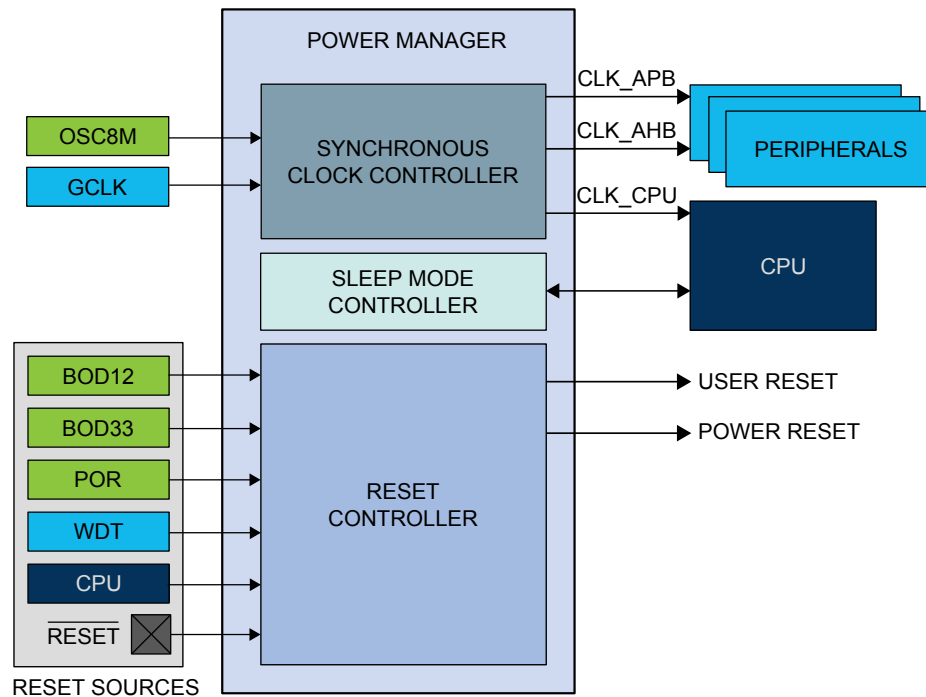 POWER MANAGER
CLK_APB
OSC8M
SYNCHRONOUS
CLOCK CONTROLLER
CLK_AHB
PERIPHERALS
GCLK
CLK_CPU
CPU
SLEEP MODE
CONTROLLER
BOD12
USER RESET
BOD33
POWER RESET
POR
RESET
CONTROLLER
WDT
CPU
RESET
RESET SOURCES